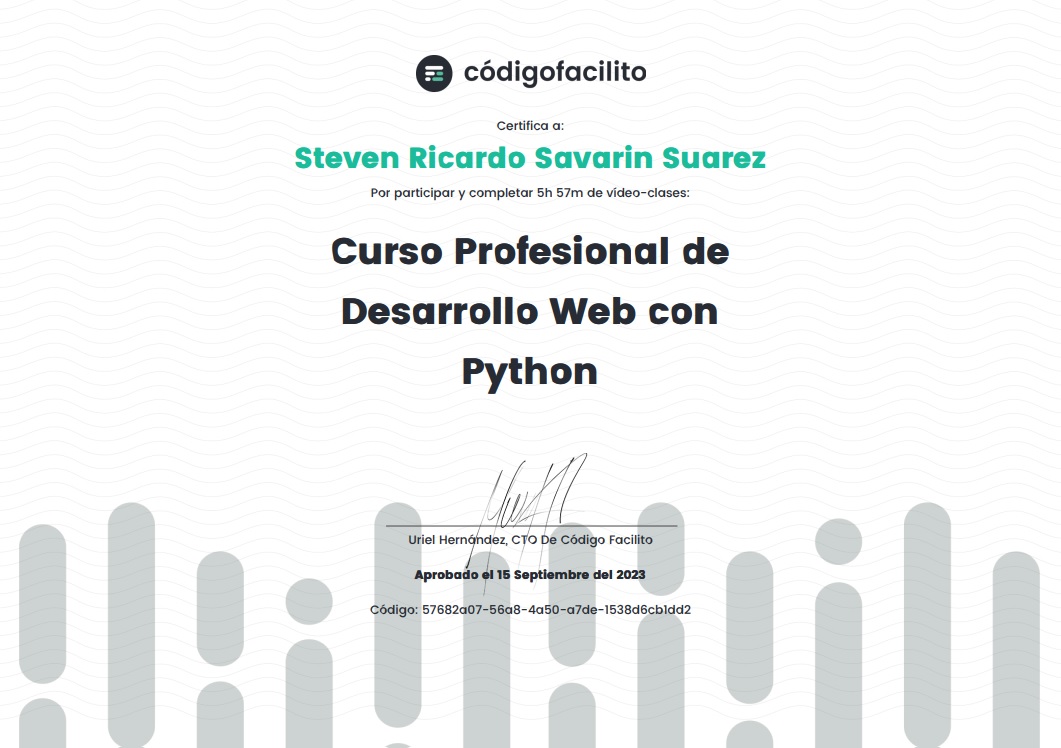 códigofacilito
Certifica a:
Steven Ricardo Savarin Suarez
Por participar y completar 5h 57m de vídeo-clases:
Curso Profesional de
Desarrollo Web con
Python
Uriel Hernández, CTO De Código Facilito
Aprobado el 15 Septiembre del 2023
Código: 57682a07-56a8-4a50-a7de-1538d6cb1dd2